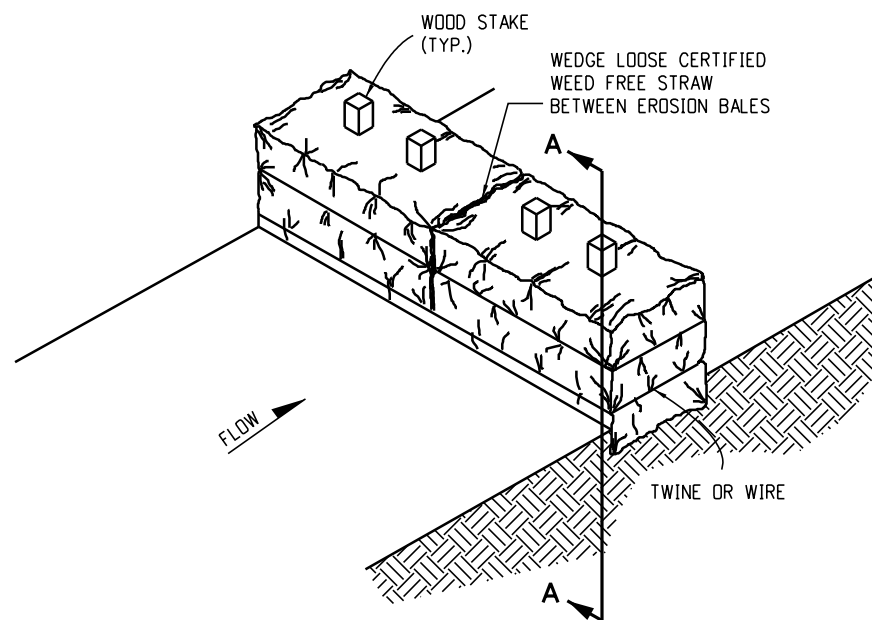 WOOD STAKE
(TYP.)
WEDGE LOOSE CERTIFIED
WEED FREE STRAW
BETWEEN EROSION BALES
A
FLOW
TWINE OR WIRE
A